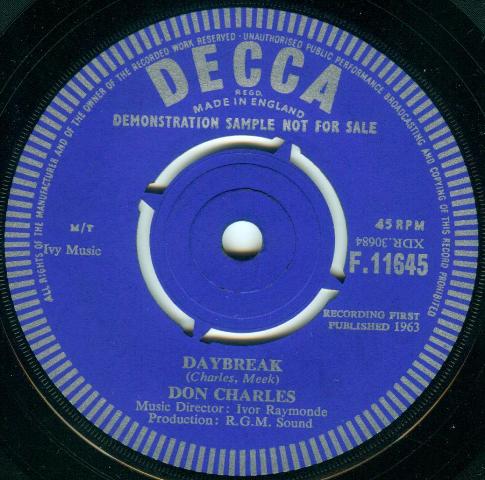 ALL RIGHTS OF THE MANUFACTURER AND OF THE OWNER OF THE RECORDED WORK RESERVED · UNAUTHORISED PUBLIC PERFORMANCE BROADCASTING AND COPYING OF THIS RECORD PROHIBITED
DECCA
REGD.
MADE IN ENGLAND
DEMONSTRATION SAMPLE NOT FOR SALE
M/T
Ivy Music
45 RPM
XDR.30684
F.11645
RECORDING FIRST
PUBLISHED 1963
DAYBREAK
(Charles, Meek)
DON CHARLES
Music Director: Ivor Raymonde
Production: R.G.M. Sound